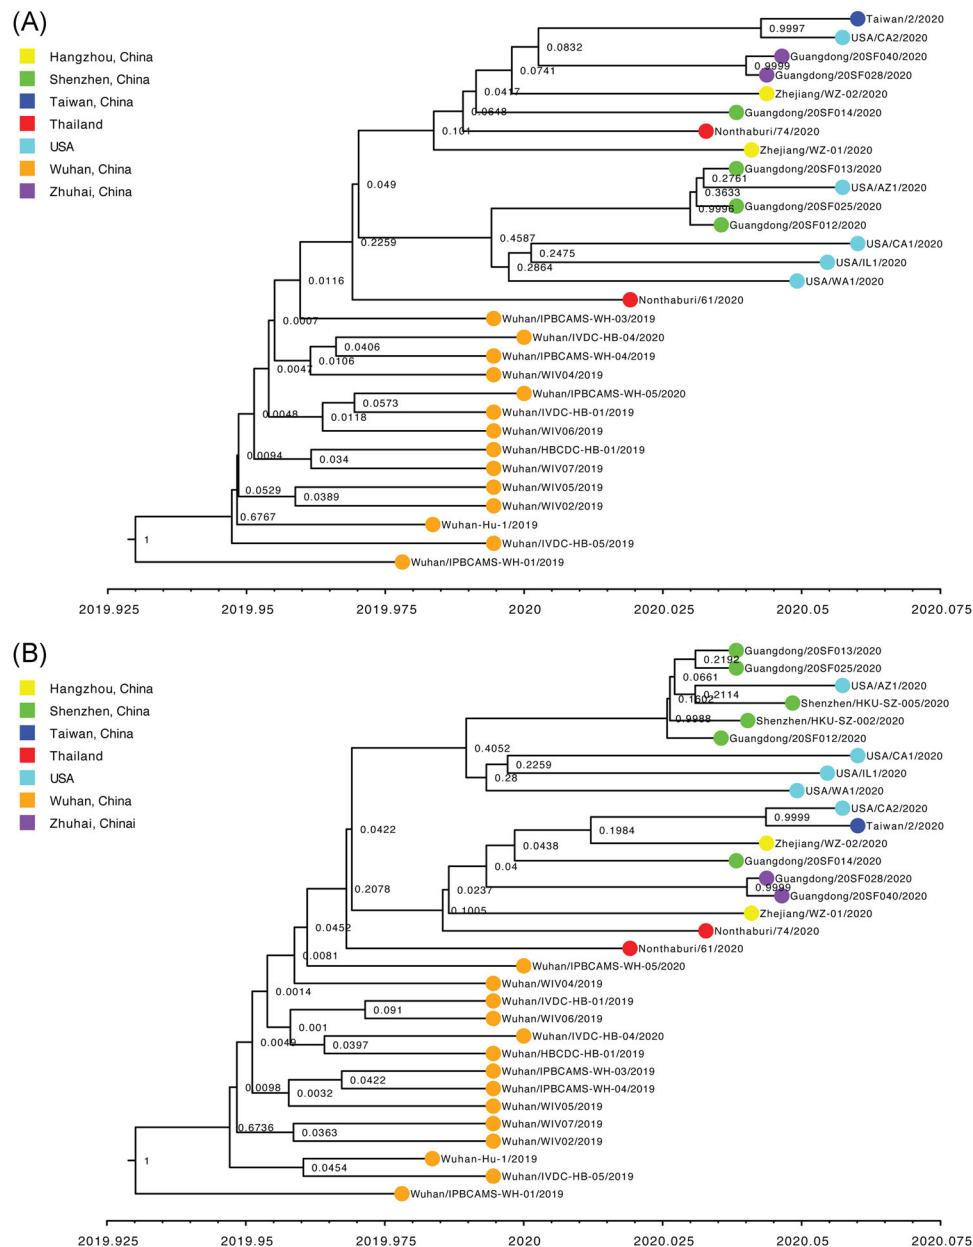 (A)
Hangzhou, China
Shenzhen, China
Taiwan, China
Thailand
USA
Wuhan, China
Zhuhai, China
Taiwan/2/2020
0.9997
USA/CA2/2020
0.0832
Guangdong/20SF040/2020
0.9999
Guangdong/20SF028/2020
0.0741
Zhejiang/WZ-02/2020
0.0417
Guangdong/20SF014/2020
0.0648
Nonthaburi/74/2020
0.101
Zhejiang/WZ-01/2020
Guangdong/20SF013/2020
0.2761
USA/AZ1/2020
0.049
0.3633
Guangdong/20SF025/2020
0.9996
Guangdong/20SF012/2020
0.4587
USA/CA1/2020
0.2259
0.2475
USA/IL1/2020
0.2864
USA/WA1/2020
0.0116
Nonthaburi/61/2020
Wuhan/IPBCAMS-WH-03/2019
0.0007
Wuhan/IVDC-HB-04/2020
0.0406
Wuhan/IPBCAMS-WH-04/2019
0.0106
0.0047
Wuhan/WIV04/2019
Wuhan/IPBCAMS-WH-05/2020
0.0573
Wuhan/IVDC-HB-01/2019
0.0048
0.0118
Wuhan/WIV06/2019
Wuhan/HBCDC-HB-01/2019
0.0094
0.034
Wuhan/WIV07/2019
Wuhan/WIV05/2019
0.0529
0.0389
Wuhan/WIV02/2019
0.6767
Wuhan-Hu-1/2019
1
Wuhan/IVDC-HB-05/2019
Wuhan/IPBCAMS-WH-01/2019
2019.925 2019.95 2019.975 2020 2020.025 2020.05 2020.075
(B)
Hangzhou, China
Shenzhen, China
Taiwan, China
Thailand
USA
Wuhan, China
Zhuhai, Chinai
Guangdong/20SF013/2020
0.2192
Guangdong/20SF025/2020
0.0661
USA/AZ1/2020
0.2114
0.1602
Shenzhen/HKU-SZ-005/2020
0.9988
Shenzhen/HKU-SZ-002/2020
Guangdong/20SF012/2020
0.4052
USA/CA1/2020
0.2259
USA/IL1/2020
0.28
USA/WA1/2020
USA/CA2/2020
0.9999
Taiwan/2/2020
0.1984
0.0422
Zhejiang/WZ-02/2020
0.0438
Guangdong/20SF014/2020
0.04
Guangdong/20SF028/2020
0.9999
0.2078
0.0237
Guangdong/20SF040/2020
0.1005
Zhejiang/WZ-01/2020
0.0452
Nonthaburi/74/2020
Nonthaburi/61/2020
0.0081
Wuhan/IPBCAMS-WH-05/2020
0.0014
Wuhan/WIV04/2019
Wuhan/IVDC-HB-01/2019
0.091
Wuhan/WIV06/2019
0.001
Wuhan/IVDC-HB-04/2020
0.0049
0.0397
Wuhan/HBCDC-HB-01/2019
Wuhan/IPBCAMS-WH-03/2019
0.0422
Wuhan/IPBCAMS-WH-04/2019
0.0098
0.0032
Wuhan/WIV05/2019
0.6736
Wuhan/WIV07/2019
0.0363
Wuhan/WIV02/2019
1
Wuhan-Hu-1/2019
0.0454
Wuhan/IVDC-HB-05/2019
Wuhan/IPBCAMS-WH-01/2019
2019.925 2019.95 2019.975 2020 2020.025 2020.05 2020.075